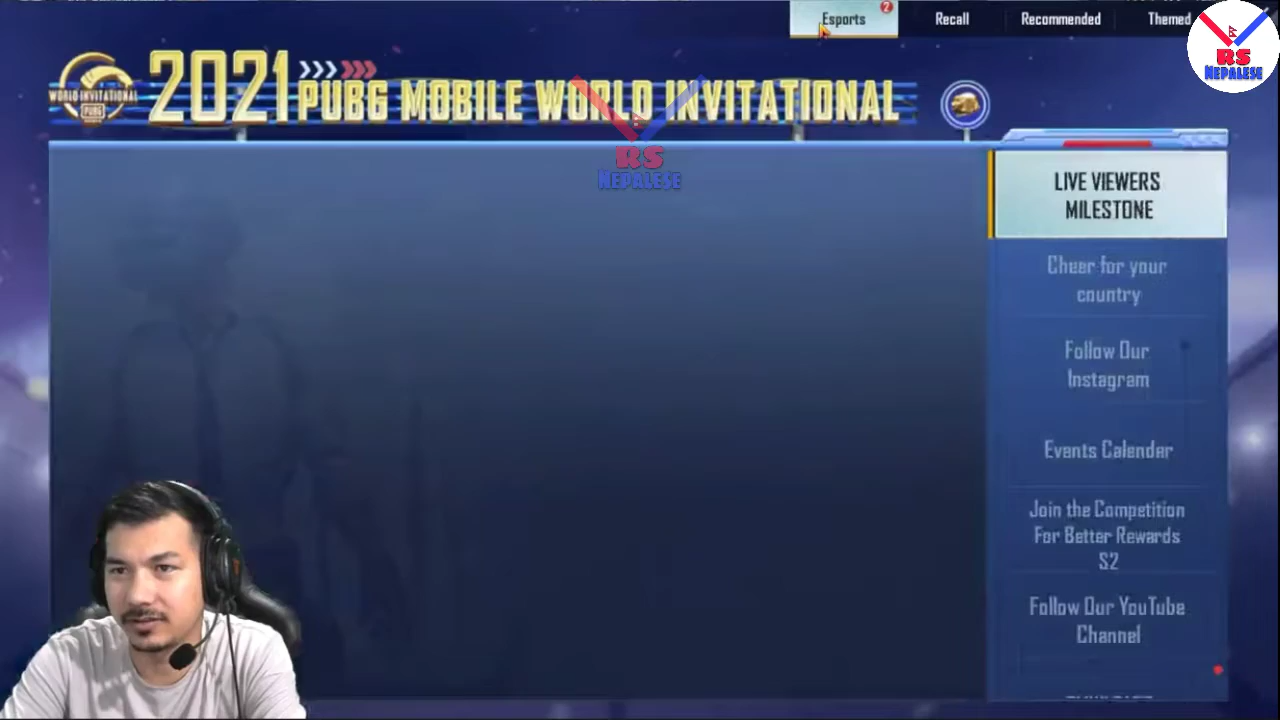 Esports
2
Recall
Recommended
Themed
RS
NEPALESE
WORLD INVITATIONAL
PUBG
2021 PUBG MOBILE WORLD INVITATIONAL
RS
NEPALESE
LIVE VIEWERS
MILESTONE
Cheer for your
country
Follow Our
Instagram
Events Calendar
Join the Competition
For Better Rewards
S2
Follow Our YouTube
Channel